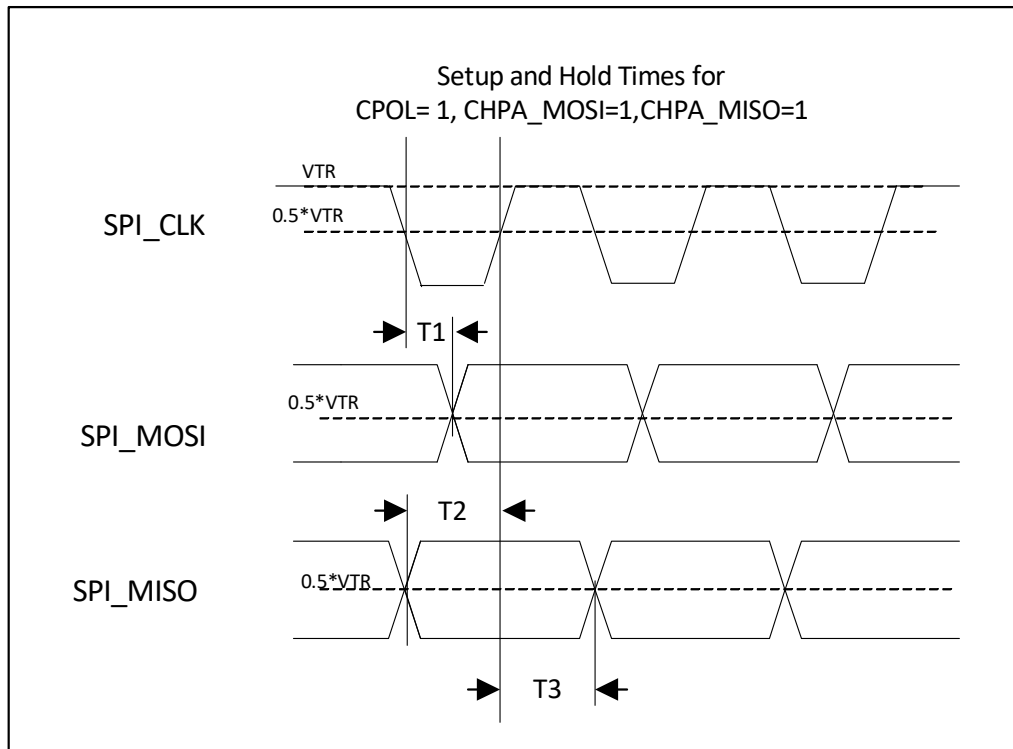 Setup and Hold Times for
CPOL= 1, CHPA_MOSI=1,CHPA_MISO=1
VTR
0.5*VTR
SPI_CLK
T1
0.5*VTR
SPI_MOSI
T2
0.5*VTR
SPI_MISO
T3